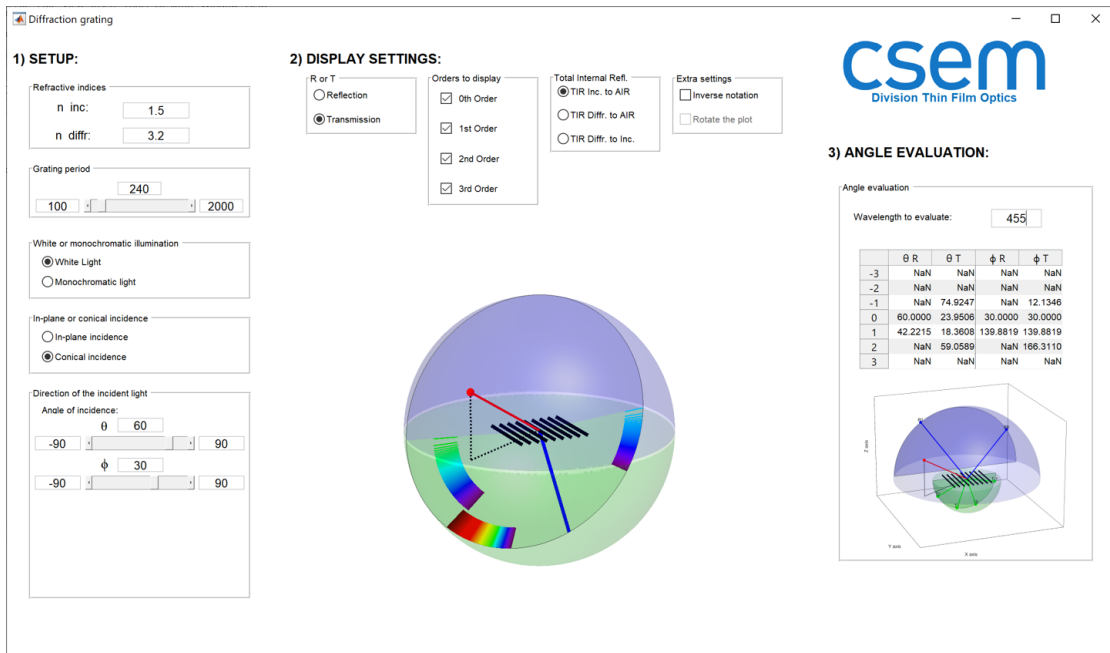 Diffraction grating
1) SETUP:
Refractive indices
n inc: 1.5
n diffr: 3.2
Grating period
240
100 2000
White or monochromatic illumination
White Light
Monochromatic light
In-plane or conical incidence
In-plane incidence
Conical incidence
Direction of the incident light
Angle of incidence:
θ 60
-90 90
ϕ 30
-90 90
2) DISPLAY SETTINGS:
R or T
Reflection
Transmission
Orders to display
0th Order
1st Order
2nd Order
3rd Order
Total Internal Refl.
TIR Inc. to AIR
TIR Diffr. to AIR
TIR Diffr. to Inc.
Extra settings
Inverse notation
Rotate the plot
csem
Division Thin Film Optics
3) ANGLE EVALUATION:
Angle evaluation
Wavelength to evaluate: 455
θ R θ T ϕ R ϕ T
-3 NaN NaN NaN NaN
-2 NaN NaN NaN NaN
-1 NaN 74.9247 NaN 12.1346
0 60.0000 23.9506 30.0000 30.0000
1 42.2215 18.3608 139.8819 139.8819
2 NaN 59.0589 NaN 166.3110
3 NaN NaN NaN NaN
Z axis
Y axis
X axis